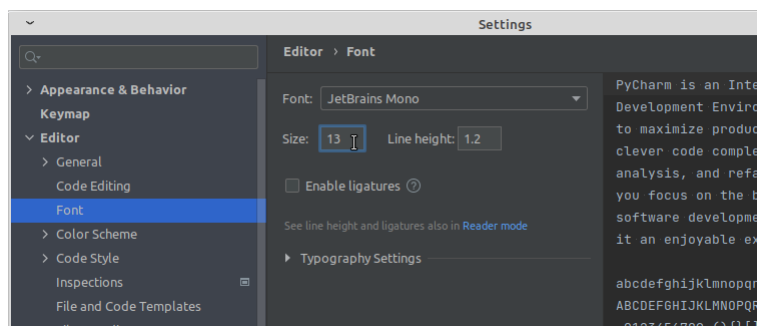 Settings
Appearance & Behavior
Keymap
Editor
General
Code Editing
Font
Color Scheme
Code Style
Inspections
File and Code Templates
Editor › Font
Font: JetBrains Mono
Size: 13 Line height: 1.2
Enable ligatures ?
See line height and ligatures also in Reader mode
Typography Settings
PyCharm is an Inte
Development Enviro
to maximize produc
clever code comple
analysis, and refa
you focus on the b
software developme
it an enjoyable ex
abcdefghijklmnopqr
ABCDEFGHIJKLMNOPQR